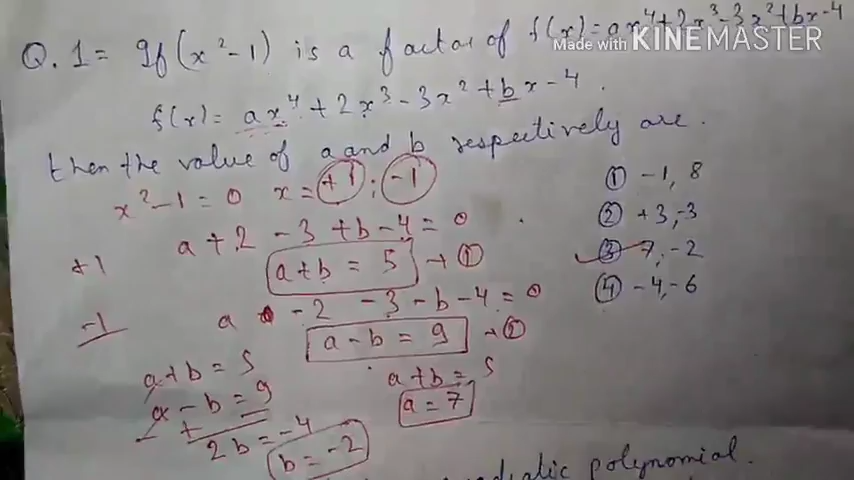 Q. 1 = If (x²-1) is a factor of f(x) = ax⁴+2x³-3x²+bx-4
Made with KINEMASTER
f(x) = ax⁴ + 2x³ - 3x² + bx - 4 .
then the value of a and b respectively are.
x² - 1 = 0 x = +1 ; -1
① -1, 8
② +3, -3
③ 7, -2
④ -4, -6
+1 a + 2 - 3 + b - 4 = 0
a + b = 5 → ①
-1 a - 2 - 3 - b - 4 = 0
a - b = 9 → ②
a + b = 5
a - b = 9
- +
2b = -4
b = -2
a + b = 5
a = 7
polynomial.